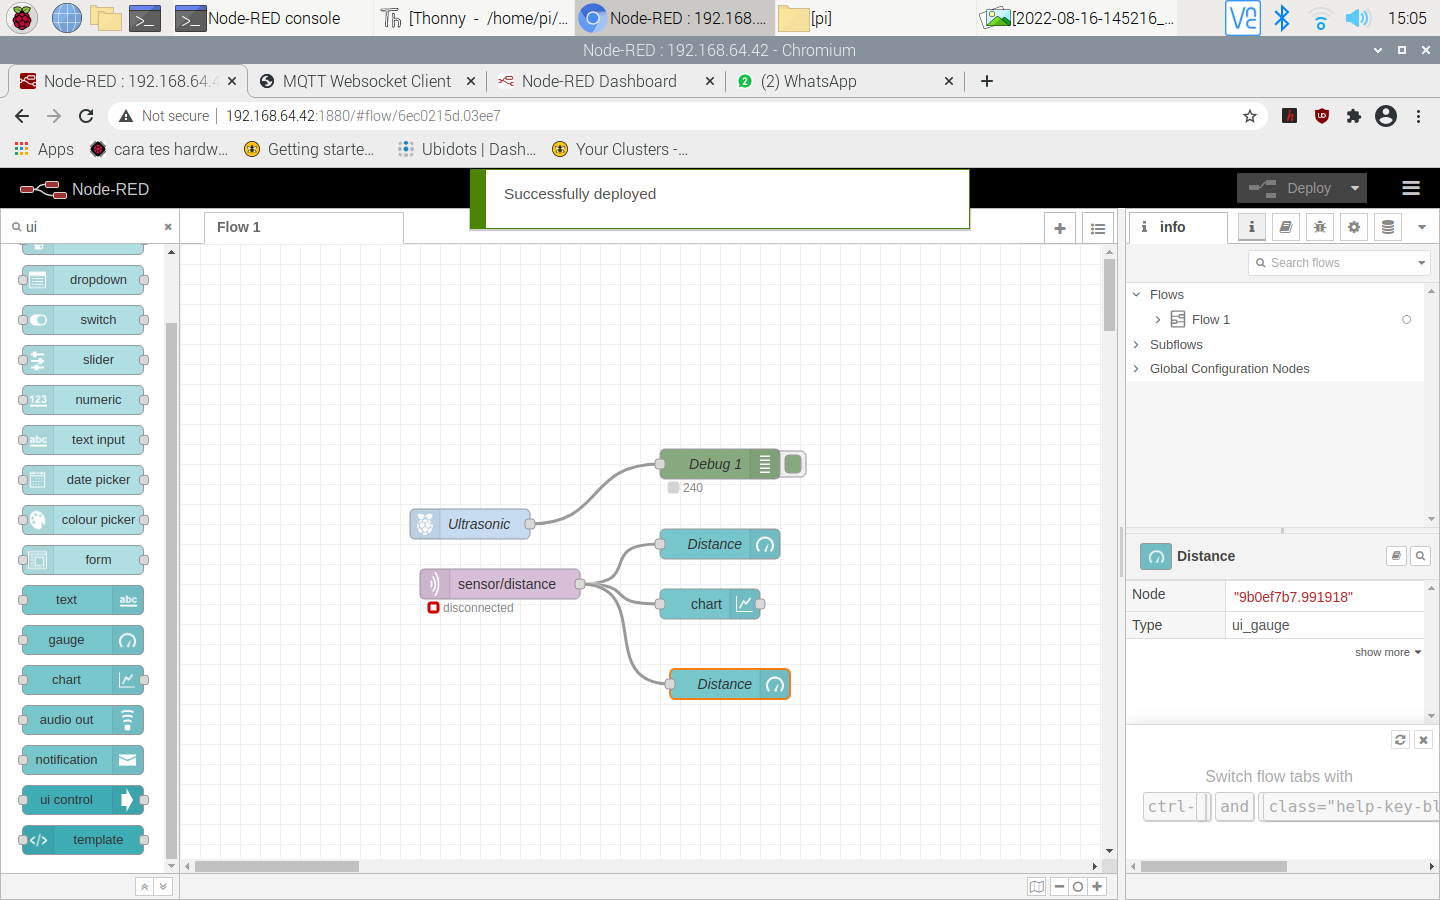 Node-RED console
[Thonny  -  /home/pi/...
Node-RED : 192.168....
[pi]
[2022-08-16-145216_...
15:05
Node-RED : 192.168.64.42 - Chromium
Node-RED : 192.168.64.4
MQTT Websocket Client
Node-RED Dashboard
2
(2) WhatsApp
Not secure
192.168.64.42:1880/#flow/6ec0215d.03ee7
Apps
cara tes hardw...
Getting starte...
Ubidots | Dash...
Your Clusters -...
Node-RED
Successfully deployed
Deploy
ui
Flow 1
info
dropdown
switch
slider
123
numeric
abc
text input
date picker
colour picker
form
text
abc
gauge
chart
audio out
notification
ui control
template
Debug 1
240
Ultrasonic
Distance
sensor/distance
disconnected
chart
Distance
Search flows
Flows
Flow 1
Subflows
Global Configuration Nodes
Distance
Node
"9b0ef7b7.991918"
Type
ui_gauge
show more
Switch flow tabs with
ctrl-
and
class="help-key-bl